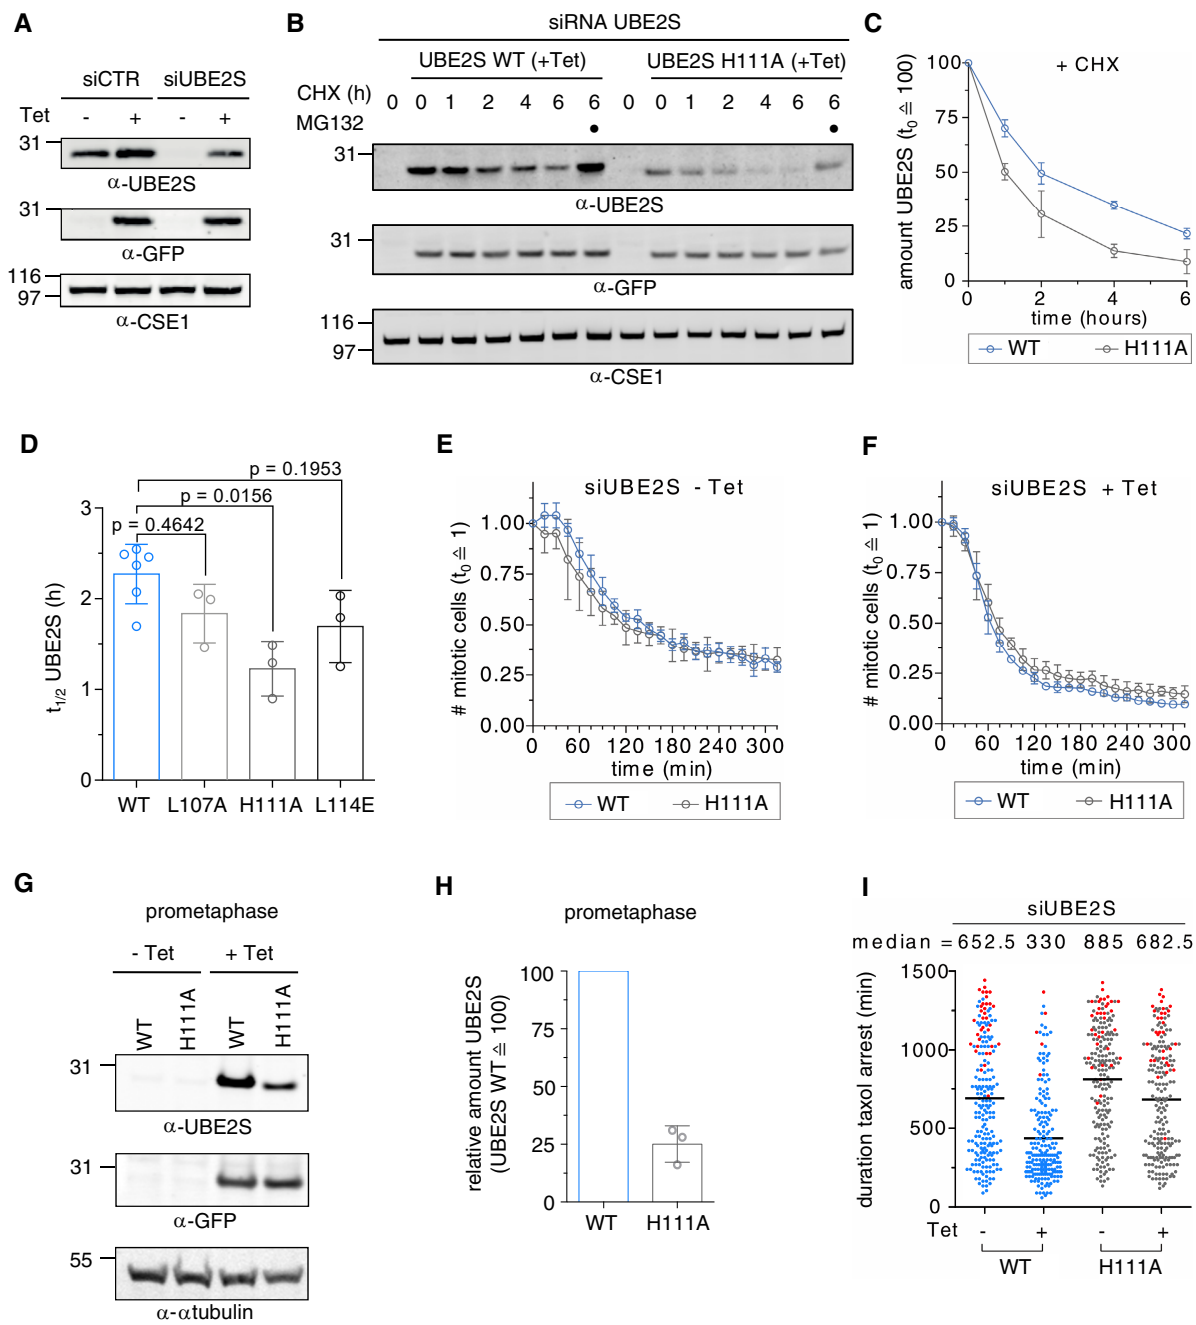 A
siCTR siUBE2S
Tet - + - +
31
α-UBE2S
31
α-GFP
116
97
α-CSE1
B
siRNA UBE2S
UBE2S WT (+Tet) UBE2S H111A (+Tet)
CHX (h) 0 0 1 2 4 6 6 0 0 1 2 4 6 6
MG132 • •
31
α-UBE2S
31
α-GFP
116
97
α-CSE1
C
+ CHX
amount UBE2S (t0 ≙ 100)
100
75
50
25
0
0 2 4 6
time (hours)
WT H111A
D
p = 0.1953
p = 0.0156
p = 0.4642
t1/2 UBE2S (h)
3
2
1
0
WT L107A H111A L114E
E
siUBE2S - Tet
# mitotic cells (t0 ≙ 1)
1.00
0.75
0.50
0.25
0.00
0 60 120 180 240 300
time (min)
WT H111A
F
siUBE2S + Tet
# mitotic cells (t0 ≙ 1)
1.00
0.75
0.50
0.25
0.00
0 60 120 180 240 300
time (min)
WT H111A
G
prometaphase
- Tet + Tet
WT H111A WT H111A
31
α-UBE2S
31
α-GFP
55
α-αtubulin
H
prometaphase
relative amount UBE2S
(UBE2S WT ≙ 100)
100
75
50
25
0
WT H111A
I
siUBE2S
median = 652.5 330 885 682.5
duration taxol arrest (min)
1500
1000
500
0
Tet - + - +
WT H111A